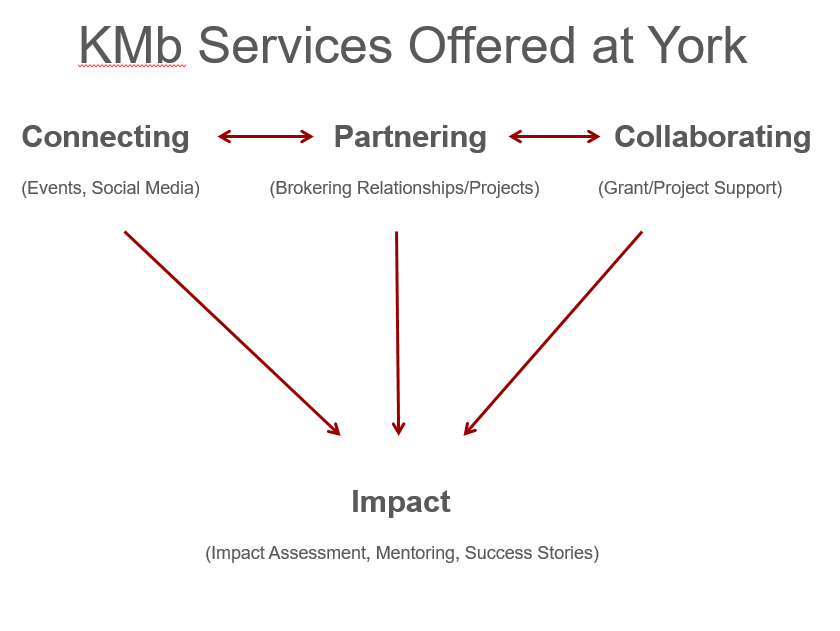 KMb Services Offered at York
Connecting Partnering Collaborating
(Events, Social Media) (Brokering Relationships/Projects) (Grant/Project Support)
Impact
(Impact Assessment, Mentoring, Success Stories)